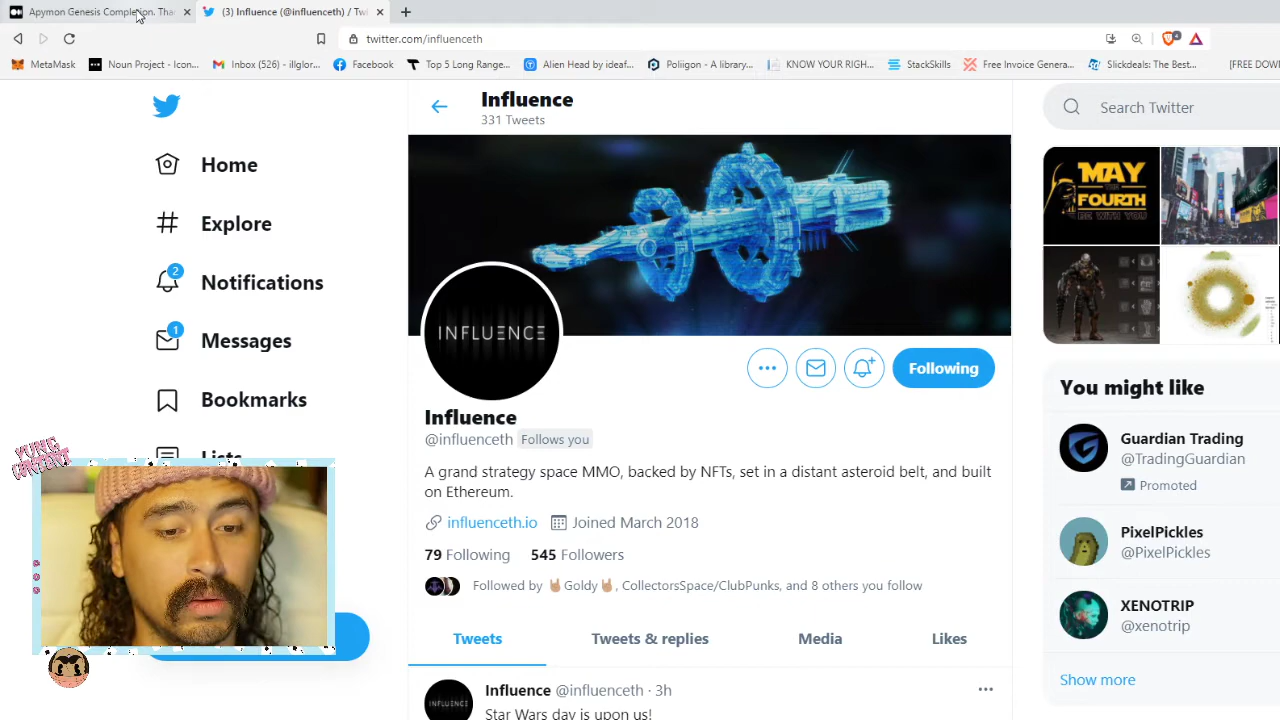 Apymon Genesis Completion. Tha
(3) Influence (@influenceth) / Twi
twitter.com/influenceth
4
MetaMask
Noun Project - Icon...
Inbox (526) - illglor...
Facebook
Top 5 Long Range...
Alien Head by ideaf...
Poliigon - A library...
KNOW YOUR RIGH...
StackSkills
Free Invoice Genera...
Slickdeals: The Best...
[FREE DOW
Influence
331 Tweets
Search Twitter
Home
Explore
2
Notifications
1
Messages
Bookmarks
Lists
INFLUENCE
Following
Influence
@influenceth Follows you
A grand strategy space MMO, backed by NFTs, set in a distant asteroid belt, and built
on Ethereum.
influenceth.io Joined March 2018
79 Following 545 Followers
Followed by Goldy, CollectorsSpace/ClubPunks, and 8 others you follow
Tweets
Tweets & replies
Media
Likes
INFLUENCE
Influence @influenceth · 3h
Star Wars day is upon us!
MAY
THE
FOURTH
BE WITH YOU
You might like
Guardian Trading
@TradingGuardian
Promoted
PixelPickles
@PixelPickles
XENOTRIP
@xenotrip
Show more